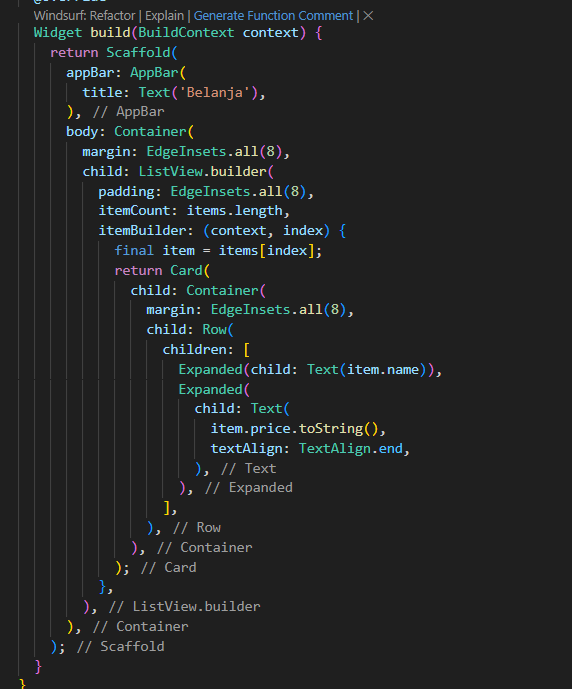 @override
Windsurf: Refactor | Explain | Generate Function Comment | ×
Widget build(BuildContext context) {
  return Scaffold(
    appBar: AppBar(
      title: Text('Belanja'),
    ), // AppBar
    body: Container(
      margin: EdgeInsets.all(8),
      child: ListView.builder(
        padding: EdgeInsets.all(8),
        itemCount: items.length,
        itemBuilder: (context, index) {
          final item = items[index];
          return Card(
            child: Container(
              margin: EdgeInsets.all(8),
              child: Row(
                children: [
                  Expanded(child: Text(item.name)),
                  Expanded(
                    child: Text(
                      item.price.toString(),
                      textAlign: TextAlign.end,
                    ), // Text
                  ), // Expanded
                ],
              ), // Row
            ), // Container
          ); // Card
        },
      ), // ListView.builder
    ), // Container
  ); // Scaffold
}
}